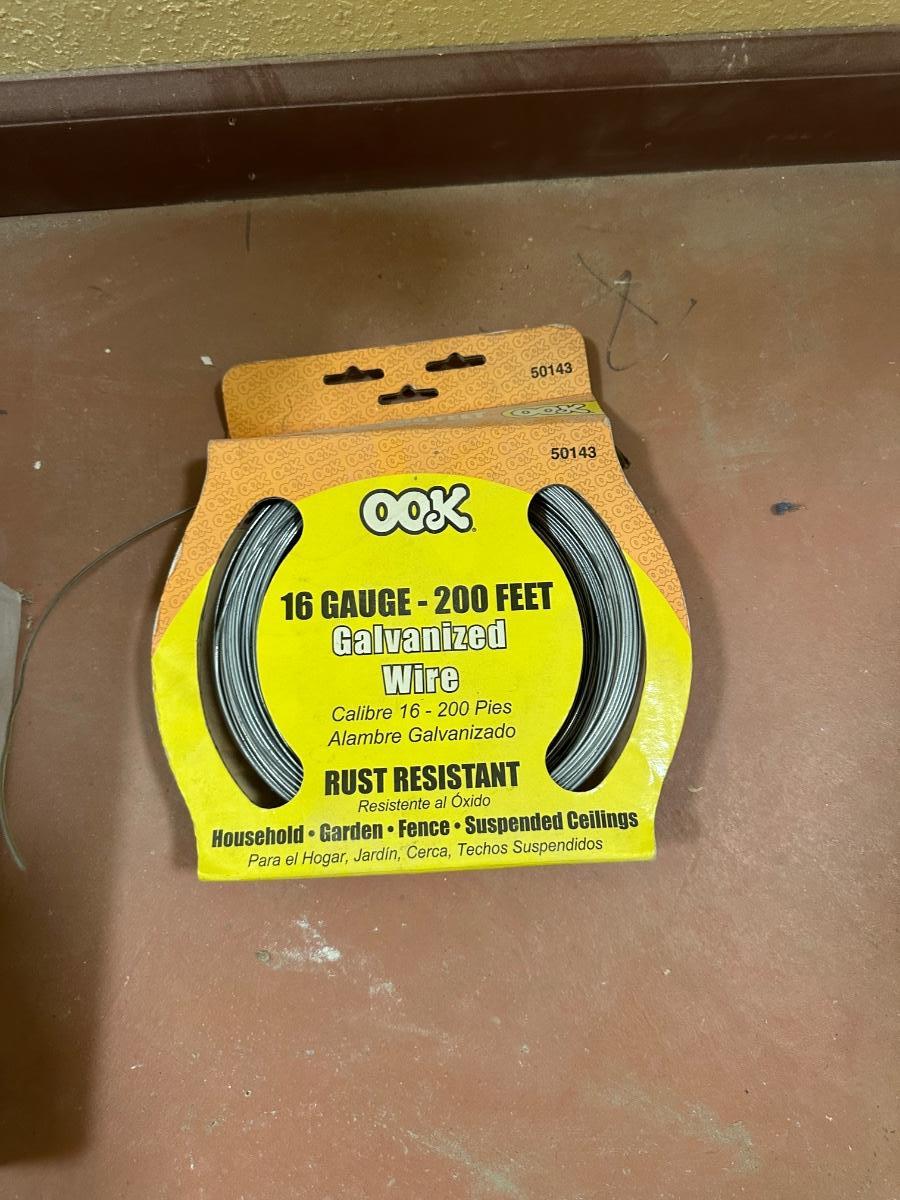 50143
OOK
50143
OOK
16 GAUGE - 200 FEET
Galvanized
Wire
Calibre 16 - 200 Pies
Alambre Galvanizado
RUST RESISTANT
Resistente al Óxido
Household • Garden • Fence • Suspended Ceilings
Para el Hogar, Jardín, Cerca, Techos Suspendidos